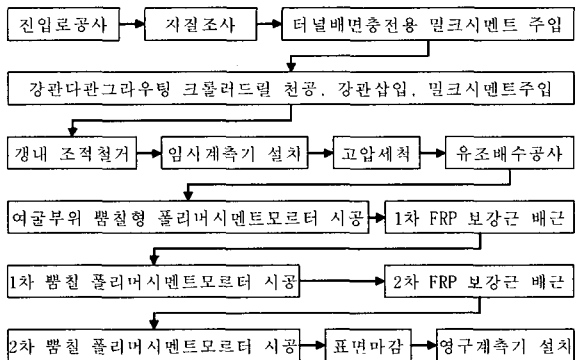 진입로공사
지질조사
터널배면충전용 밀크시멘트 주입
강관다관그라우팅 크롤러드릴 천공, 강관삽입, 밀크시멘트주입
갱내 조적철거
임시계측기 설치
고압세척
유조배수공사
여굴부위 뿜칠형 폴리머시멘트모르터 시공
1차 FRP 보강근 배근
1차 뿜칠 폴리머시멘트모르터 시공
2차 FRP 보강근 배근
2차 뿜칠 폴리머시멘트모르터 시공
표면마감
영구계측기 설치